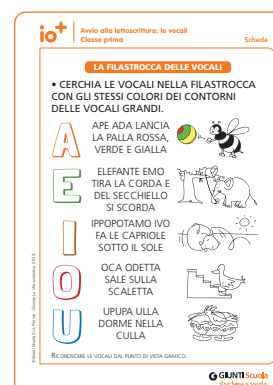 io+
Avvio alla lettoscrittura: le vocali
Classe prima
Scheda
LA FILASTROCCA DELLE VOCALI
• CERCHIA LE VOCALI NELLA FILASTROCCA
CON GLI STESSI COLORI DEI CONTORNI
DELLE VOCALI GRANDI.
A
APE ADA LANCIA
LA PALLA ROSSA,
VERDE E GIALLA
E
ELEFANTE EMO
TIRA LA CORDA E
DEL SECCHIELLO
SI SCORDA
I
IPPOPOTAMO IVO
FA LE CAPRIOLE
SOTTO IL SOLE
O
OCA ODETTA
SALE SULLA
SCALETTA
U
UPUPA ULLA
DORME NELLA
CULLA
RICONOSCERE LE VOCALI DAL PUNTO DI VISTA GRAFICO.
GIUNTI Scuola